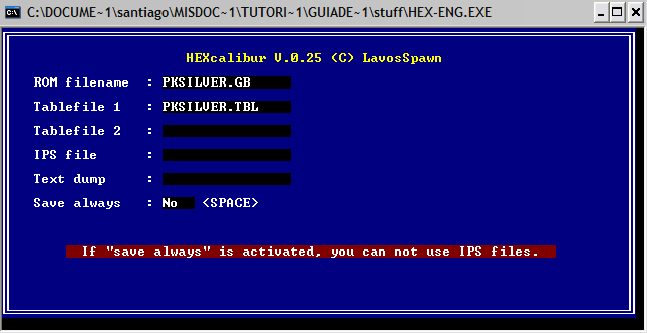 C:\DOCUME~1\santiago\MISDOC~1\TUTORI~1\GUIADE~1\stuff\HEX-ENG.EXE
HEXcalibur V.0.25 (C) LavosSpawn
ROM filename : PKSILVER.GB
Tablefile 1 : PKSILVER.TBL
Tablefile 2 :
IPS file :
Text dump :
Save always : No <SPACE>
If "save always" is activated, you can not use IPS files.